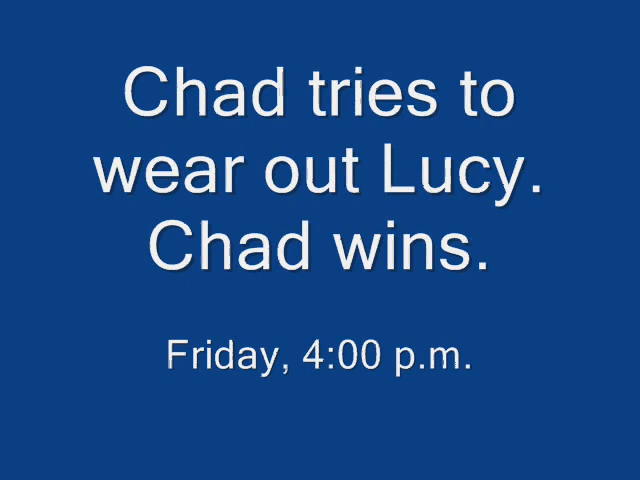 Chad tries to
wear out Lucy.
Chad wins.
Friday, 4:00 p.m.